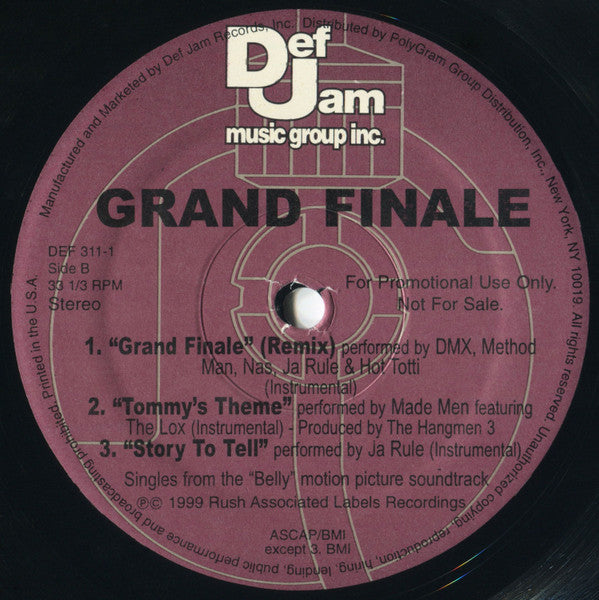 Def
Jam
music group inc.
GRAND FINALE
DEF 311-1
Side B
33 1/3 RPM
Stereo
For Promotional Use Only.
Not For Sale.
1. “Grand Finale” (Remix) performed by DMX, Method
Man, Nas, Ja Rule & Hot Totti
(Instrumental)
2. “Tommy's Theme” performed by Made Men featuring
The Lox (Instrumental) - Produced by The Hangmen 3
3. “Story To Tell” performed by Ja Rule (Instrumental)
Singles from the “Belly” motion picture soundtrack
℗© 1999 Rush Associated Labels Recordings
ASCAP/BMI
except 3. BMI
Manufactured and Marketed by Def Jam Records, Inc. Distributed by PolyGram Group Distribution, Inc., New York, NY 10019. All rights reserved. Unauthorized copying, reproduction, hiring, lending, public performance and broadcasting prohibited. Printed in the U.S.A.